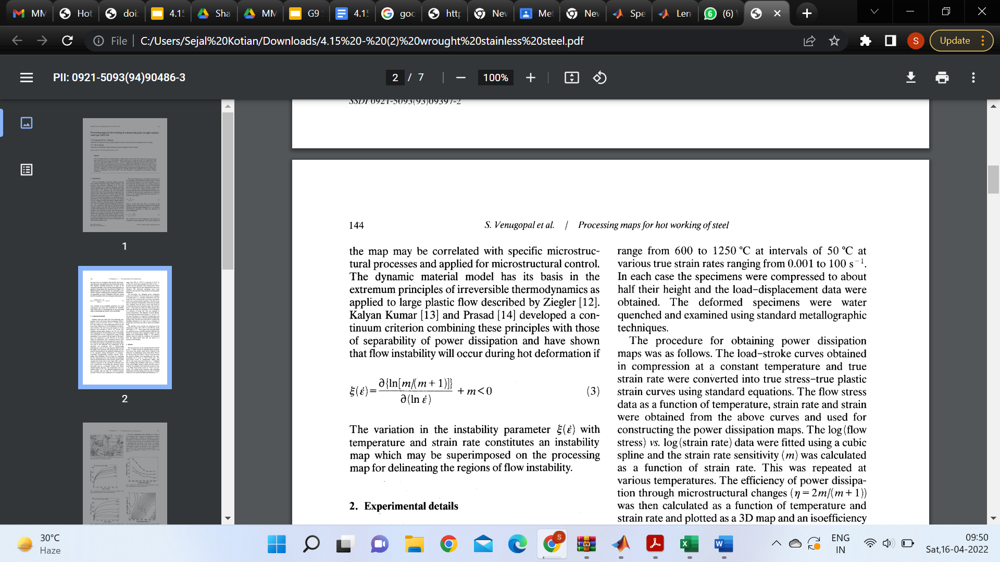 MM
Hot
doi:
4.15
Sha
MM
G9
4.15
goo
http
New
Me
New
Spe
Len
(6)
File
C:/Users/Sejal%20Kotian/Downloads/4.15%20-%20(2)%20wrought%20stainless%20steel.pdf
S
Update
PII: 0921-5093(94)90486-3
2 / 7
100%
1
2
SSDI 0921-5093(93)09397-2
144
S. Venugopal et al. / Processing maps for hot working of steel
the map may be correlated with specific microstruc-
tural processes and applied for microstructural control.
The dynamic material model has its basis in the
extremum principles of irreversible thermodynamics as
applied to large plastic flow described by Ziegler [12].
Kalyan Kumar [13] and Prasad [14] developed a con-
tinuum criterion combining these principles with those
of separability of power dissipation and have shown
that flow instability will occur during hot deformation if
ξ(ε̇)= ∂{ln[m/(m+1)]} / ∂(ln ε̇) + m<0 (3)
The variation in the instability parameter ξ(ε̇) with
temperature and strain rate constitutes an instability
map which may be superimposed on the processing
map for delineating the regions of flow instability.
2. Experimental details
range from 600 to 1250 °C at intervals of 50 °C at
various true strain rates ranging from 0.001 to 100 s⁻¹.
In each case the specimens were compressed to about
half their height and the load–displacement data were
obtained. The deformed specimens were water
quenched and examined using standard metallographic
techniques.
The procedure for obtaining power dissipation
maps was as follows. The load–stroke curves obtained
in compression at a constant temperature and true
strain rate were converted into true stress–true plastic
strain curves using standard equations. The flow stress
data as a function of temperature, strain rate and strain
were obtained from the above curves and used for
constructing the power dissipation maps. The log(flow
stress) vs. log(strain rate) data were fitted using a cubic
spline and the strain rate sensitivity (m) was calculated
as a function of strain rate. This was repeated at
various temperatures. The efficiency of power dissipa-
tion through microstructural changes (η=2m/(m+1))
was then calculated as a function of temperature and
strain rate and plotted as a 3D map and an isoefficiency
30°C
Haze
S
ENG
IN
09:50
Sat,16-04-2022